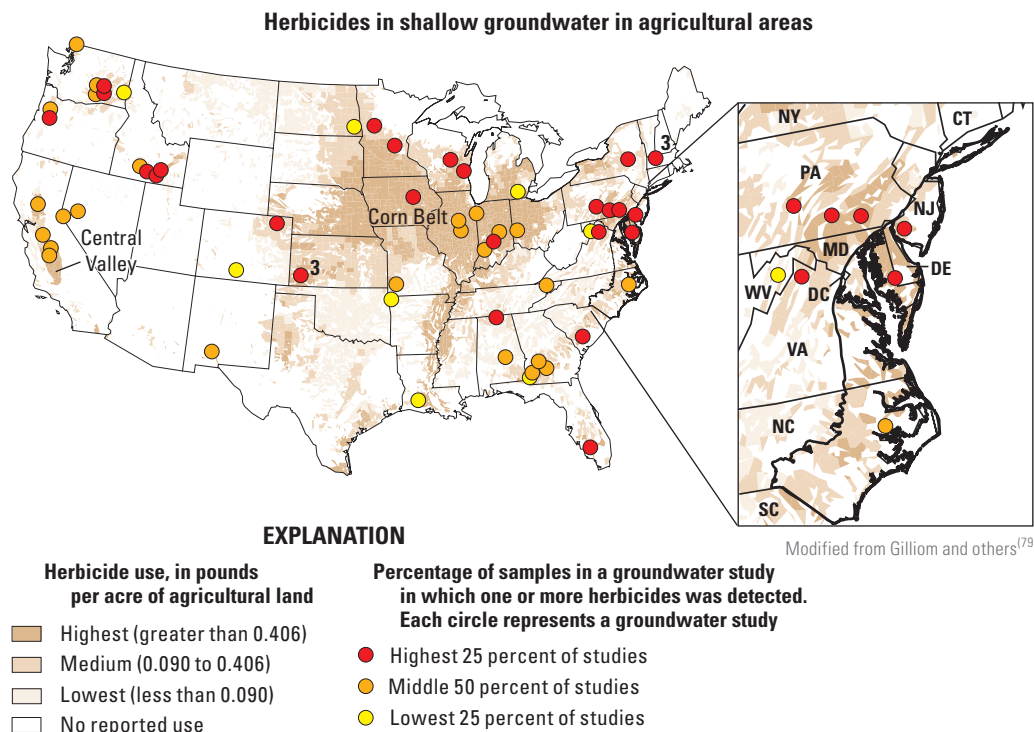 Herbicides in shallow groundwater in agricultural areas
3
Corn Belt
Central
Valley
3
NY
CT
PA
NJ
MD
DE
WV
DC
VA
NC
SC
Modified from Gilliom and others(79
EXPLANATION
Herbicide use, in pounds
per acre of agricultural land
Highest (greater than 0.406)
Medium (0.090 to 0.406)
Lowest (less than 0.090)
No reported use
Percentage of samples in a groundwater study
in which one or more herbicides was detected.
Each circle represents a groundwater study
Highest 25 percent of studies
Middle 50 percent of studies
Lowest 25 percent of studies